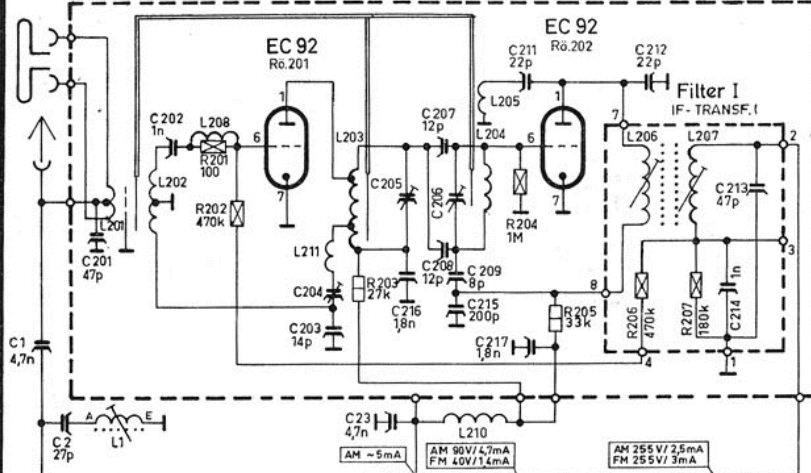 EC 92
Rö.201
EC 92
Rö.202
C211
22p
C212
22p
Filter I
IF-TRANSF.(
C202
1n
L208
R201
100
1
6
7
L203
C207
12p
L205
L204
6
1
7
7
L206
L207
2
C213
47p
L202
R202
470k
L201
C201
47p
C205
C206
R204
1M
L211
C204
C203
14p
R203
27k
C208
12p
C209
8p
C216
1,8n
C215
200p
C217
1,8n
8
R205
33k
R206
470k
R207
180k
C214
1n
3
4
1
C1
4,7n
C2
27p
A
E
L1
C23
4,7n
L210
AM ~5mA
AM 90V/4,7mA
FM 40V/1,4mA
AM 255V/2,5mA
FM 255V/3mA